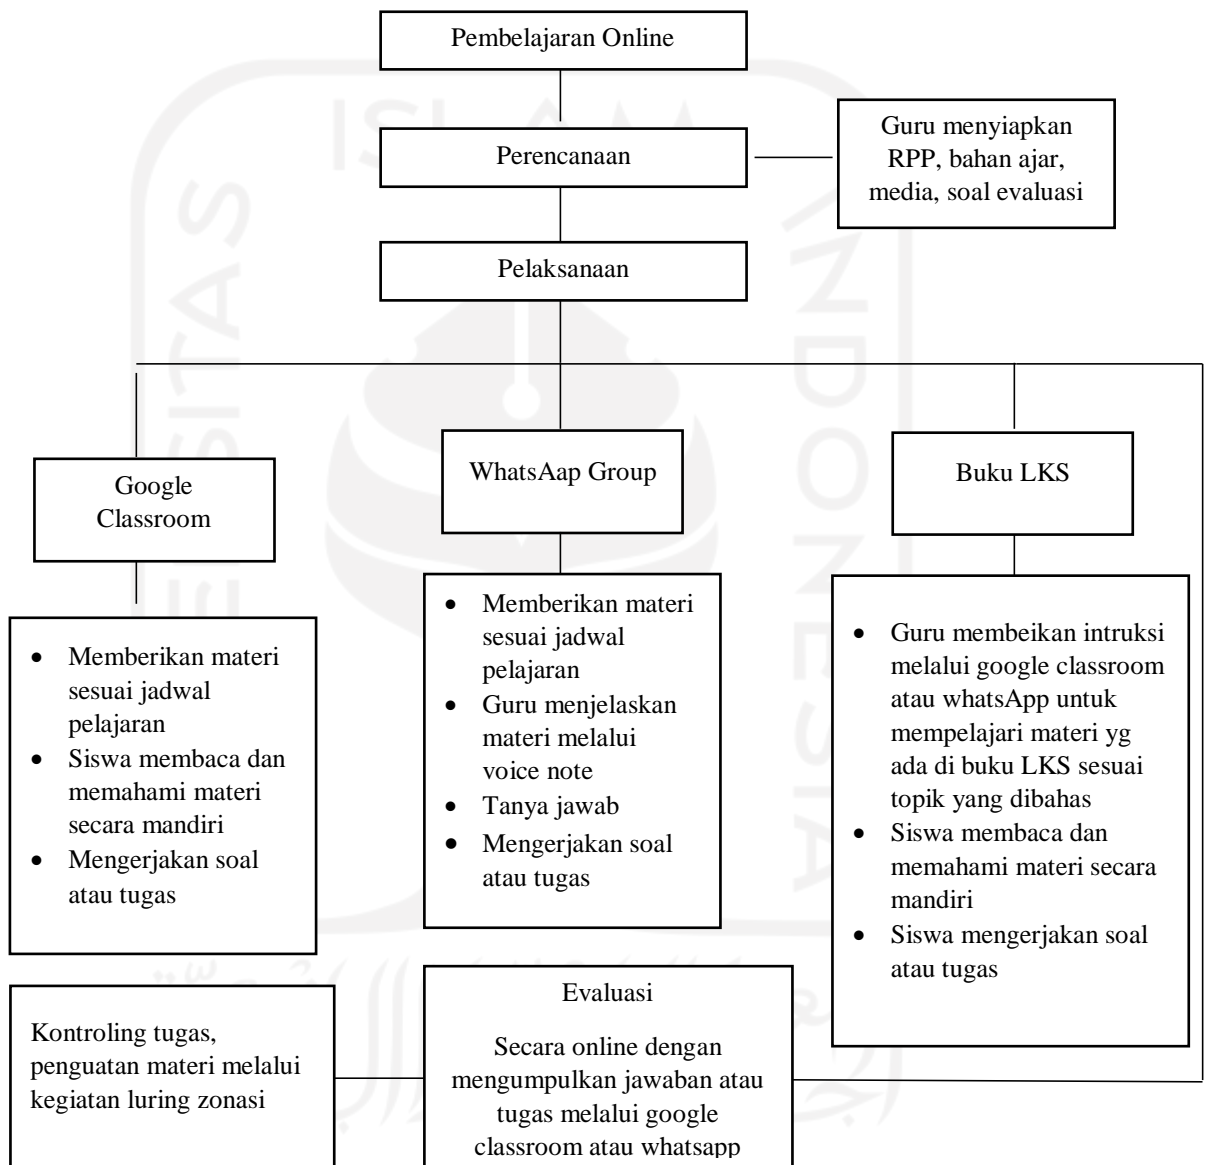 Pembelajaran Online
Perencanaan
Guru menyiapkan
RPP, bahan ajar,
media, soal evaluasi
Pelaksanaan
Google
Classroom
WhatsAap Group
Buku LKS
• Memberikan materi
sesuai jadwal
pelajaran
• Siswa membaca dan
memahami materi
secara mandiri
• Mengerjakan soal
atau tugas
• Memberikan materi
sesuai jadwal
pelajaran
• Guru menjelaskan
materi melalui
voice note
• Tanya jawab
• Mengerjakan soal
atau tugas
• Guru membeikan intruksi
melalui google classroom
atau whatsApp untuk
mempelajari materi yg
ada di buku LKS sesuai
topik yang dibahas
• Siswa membaca dan
memahami materi secara
mandiri
• Siswa mengerjakan soal
atau tugas
Kontroling tugas,
penguatan materi melalui
kegiatan luring zonasi
Evaluasi
Secara online dengan
mengumpulkan jawaban atau
tugas melalui google
classroom atau whatsapp
ISLAM
INDONESIA